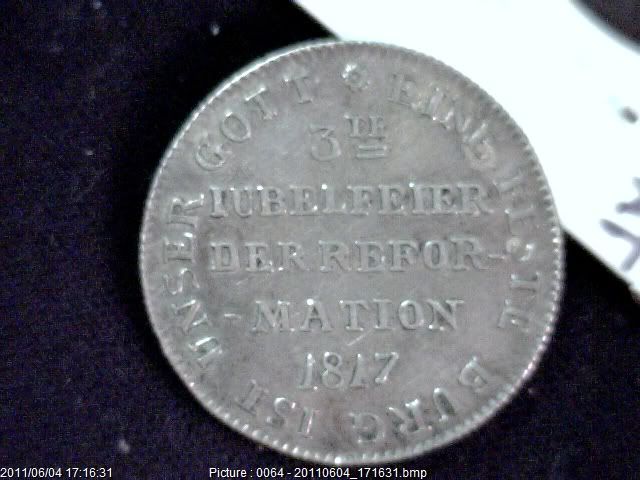 EINE FESTE BURG IST UNSER GOTT
3TE
IUBELFEIER
DER REFOR-
-MATION
1817
2011/06/04 17:16:31
Picture : 0064 - 20110604_171631.bmp